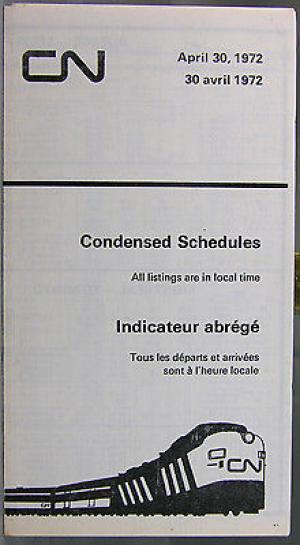 CN
April 30, 1972
30 avril 1972
Condensed Schedules
All listings are in local time
Indicateur abrégé
Tous les départs et arrivées
sont à l'heure locale
CN